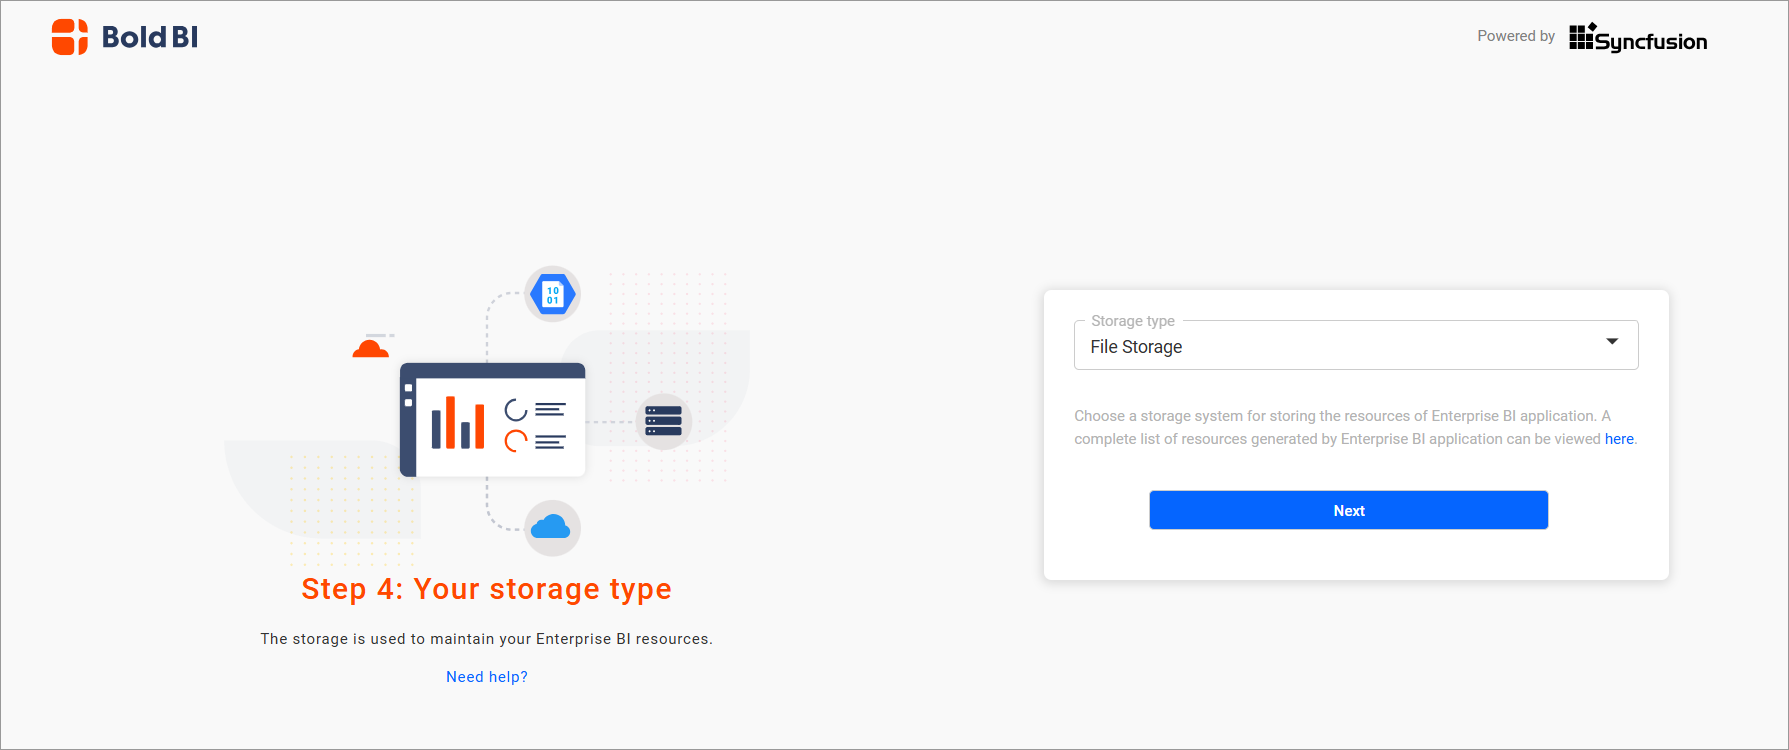 Bold BI
Powered by Syncfusion
10
01
Step 4: Your storage type
The storage is used to maintain your Enterprise BI resources.
Need help?
Storage type
File Storage
Choose a storage system for storing the resources of Enterprise BI application. A
complete list of resources generated by Enterprise BI application can be viewed here.
Next